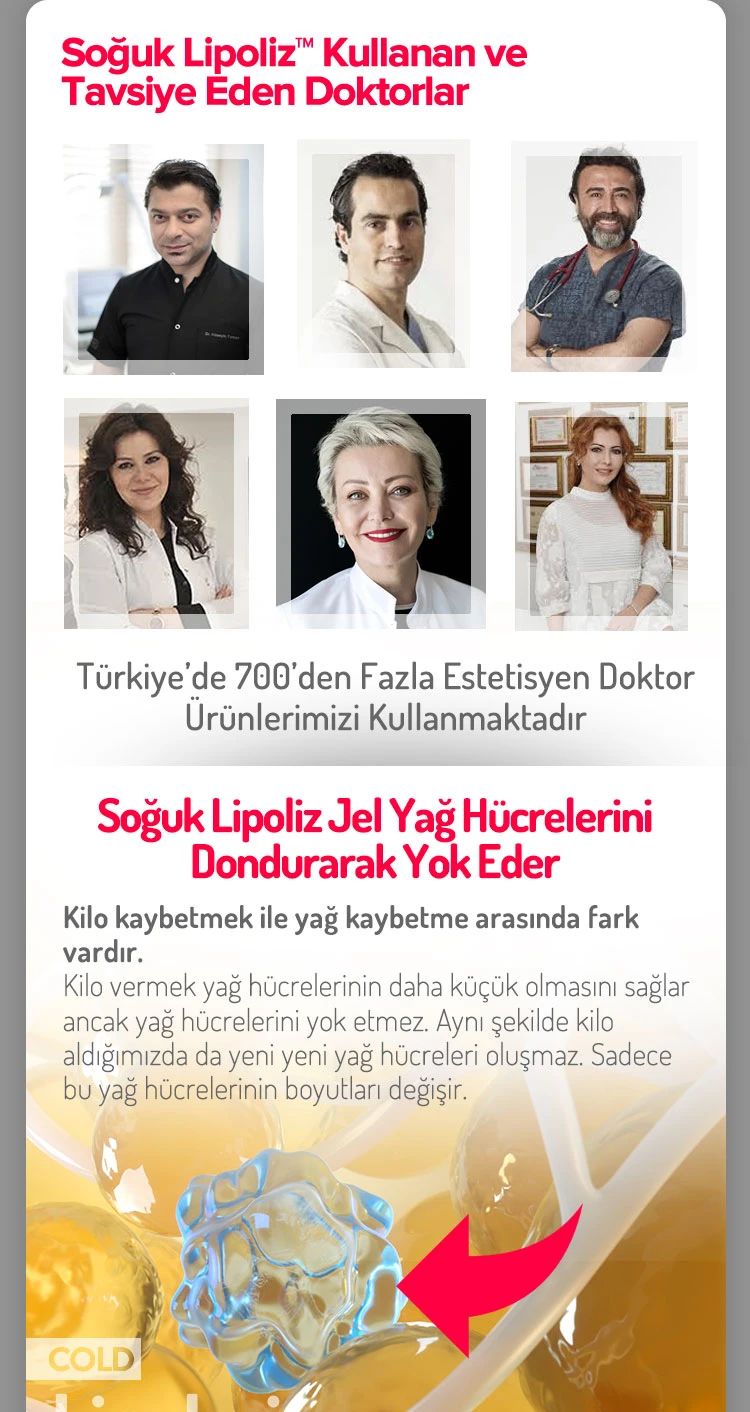 Soğuk Lipoliz™ Kullanan ve
Tavsiye Eden Doktorlar
Türkiye’de 700’den Fazla Estetisyen Doktor
Ürünlerimizi Kullanmaktadır
Soğuk Lipoliz Jel Yağ Hücrelerini
Dondurarak Yok Eder
Kilo kaybetmek ile yağ kaybetme arasında fark
vardır.
Kilo vermek yağ hücrelerinin daha küçük olmasını sağlar
ancak yağ hücrelerini yok etmez. Aynı şekilde kilo
aldığımızda da yeni yeni yağ hücreleri oluşmaz. Sadece
bu yağ hücrelerinin boyutları değişir.
COLD